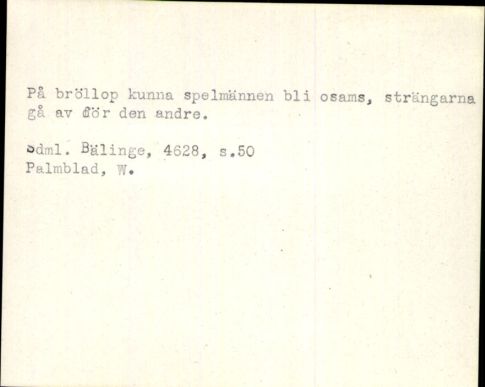 På bröllop kunna spelmännen bli osams, strängarna
gå av för den andre.
Sdml. Bälinge, 4628, s.50
Palmblad, W.